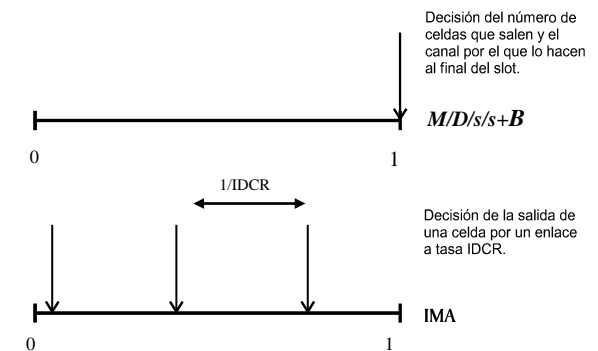 Decisión del número de
celdas que salen y el
canal por el que lo hacen
al final del slot.
M/D/s/s+B
0
1
1/IDCR
Decisión de la salida de
una celda por un enlace
a tasa IDCR.
IMA
0
1